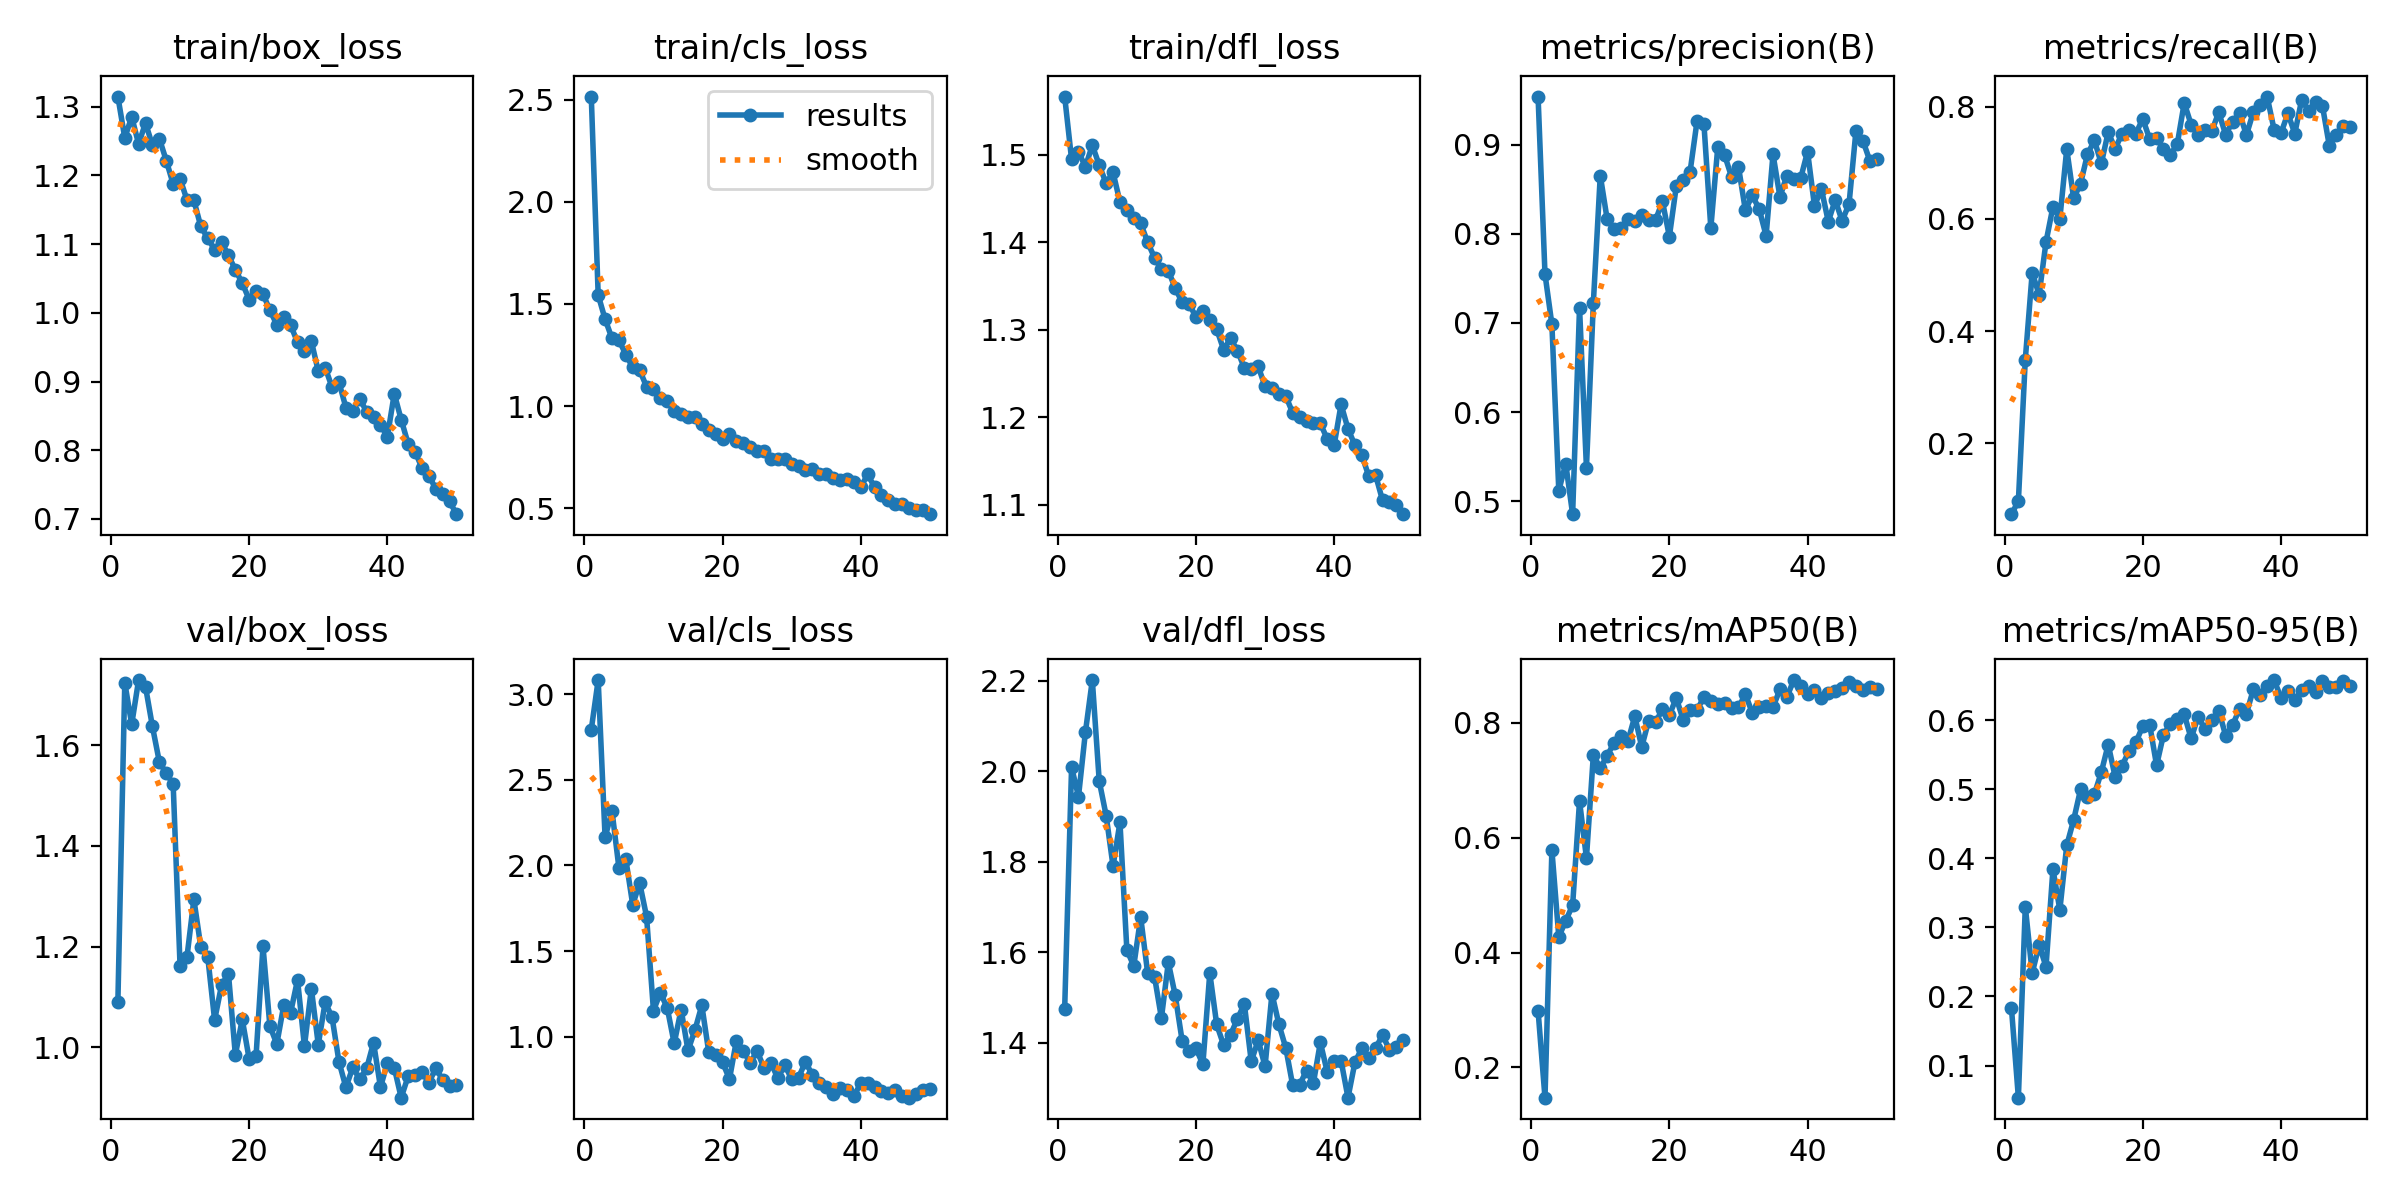 train/box_loss
1.3
1.2
1.1
1.0
0.9
0.8
0.7
0 20 40
train/cls_loss
results
smooth
2.5
2.0
1.5
1.0
0.5
0 20 40
train/dfl_loss
1.5
1.4
1.3
1.2
1.1
0 20 40
metrics/precision(B)
0.9
0.8
0.7
0.6
0.5
0 20 40
metrics/recall(B)
0.8
0.6
0.4
0.2
0 20 40
val/box_loss
1.6
1.4
1.2
1.0
0 20 40
val/cls_loss
3.0
2.5
2.0
1.5
1.0
0 20 40
val/dfl_loss
2.2
2.0
1.8
1.6
1.4
0 20 40
metrics/mAP50(B)
0.8
0.6
0.4
0.2
0 20 40
metrics/mAP50-95(B)
0.6
0.5
0.4
0.3
0.2
0.1
0 20 40